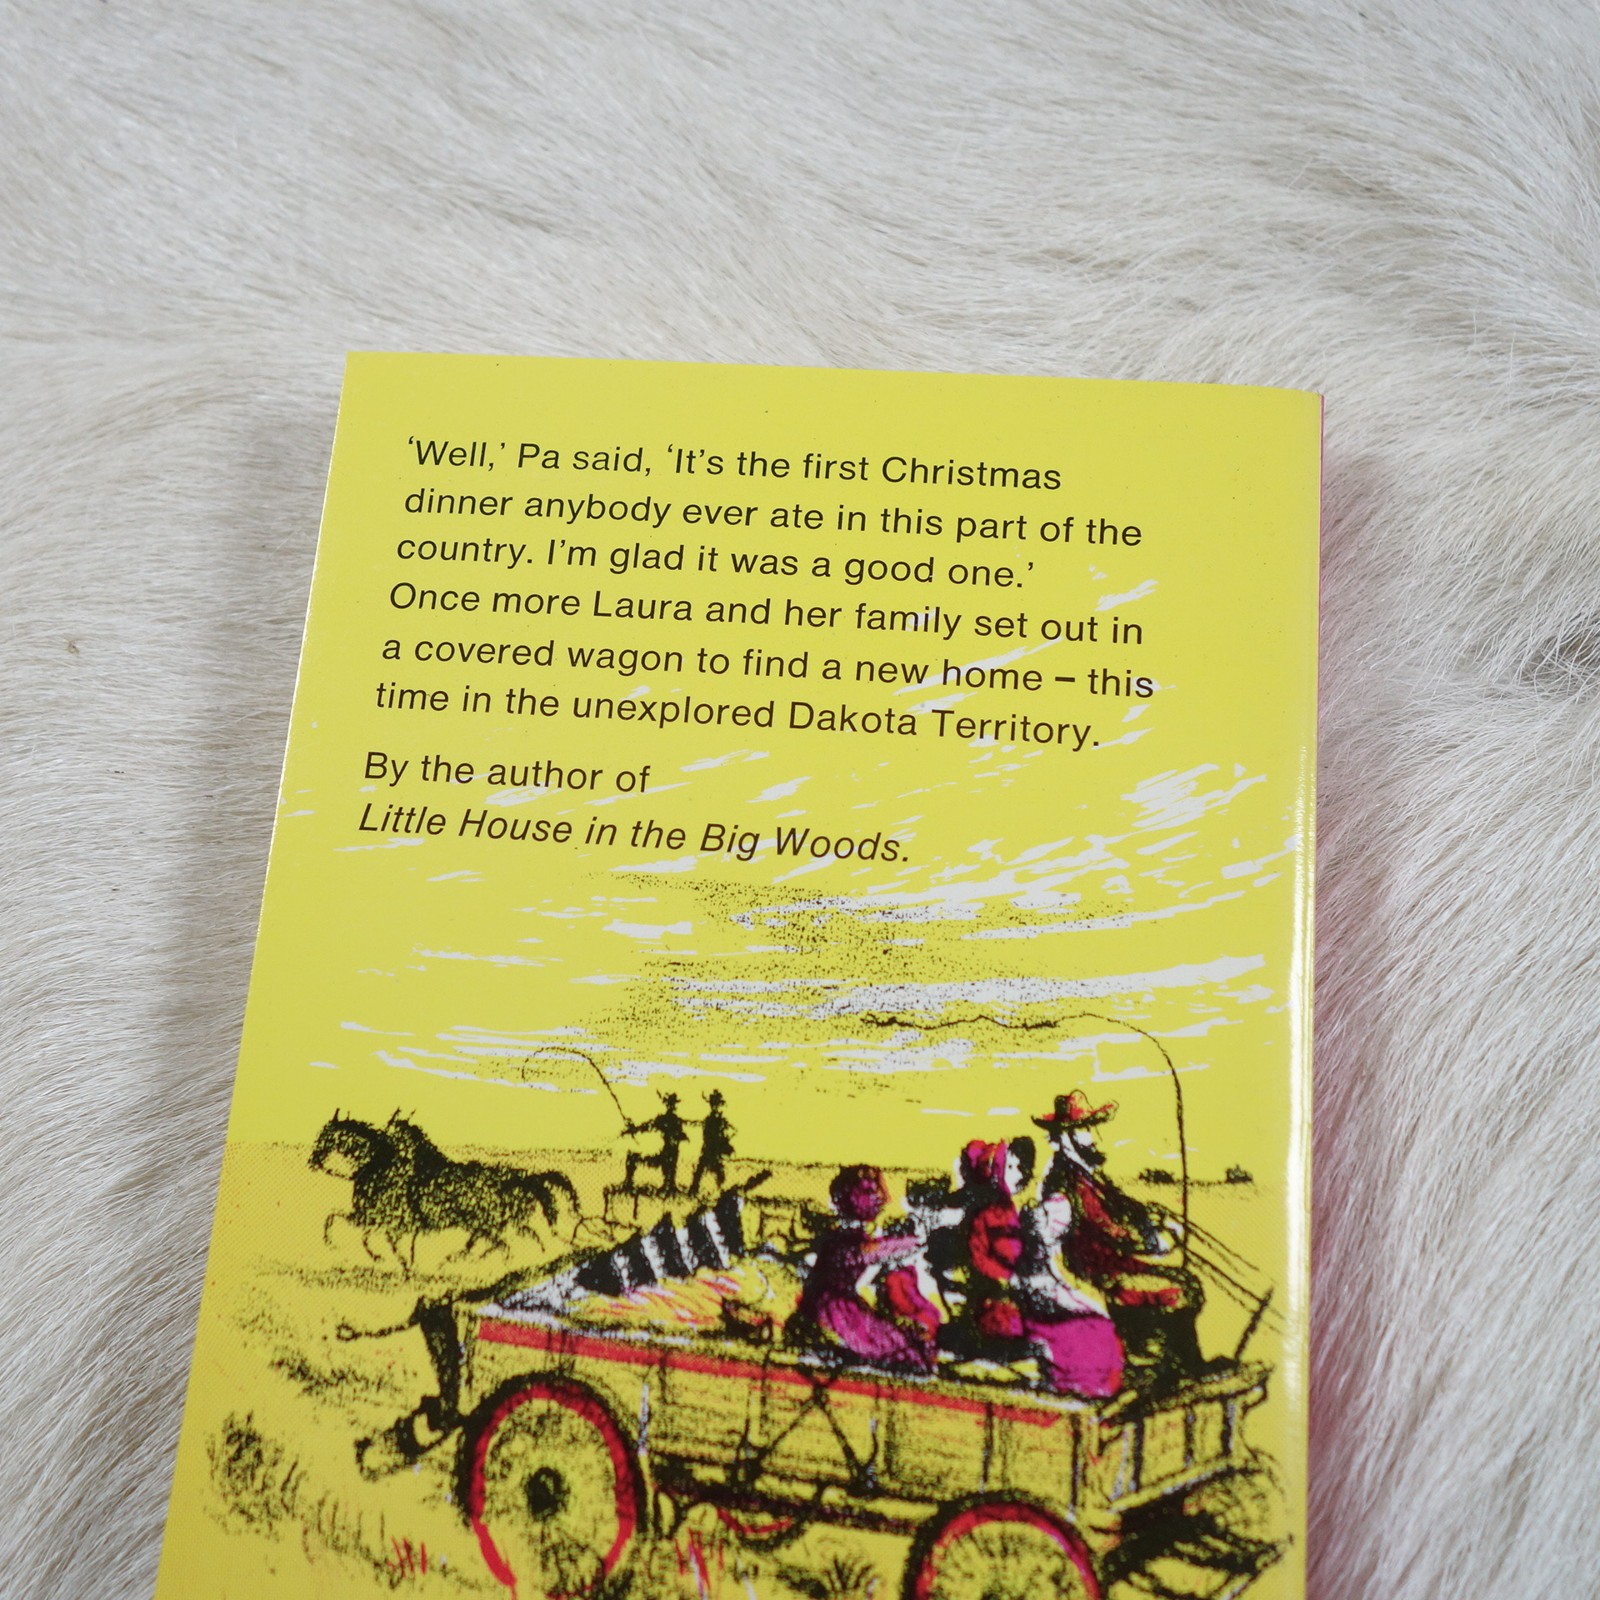 ‘Well,’ Pa said, ‘It’s the first Christmas
dinner anybody ever ate in this part of the
country. I’m glad it was a good one.’
Once more Laura and her family set out in
a covered wagon to find a new home – this
time in the unexplored Dakota Territory.
By the author of
Little House in the Big Woods.